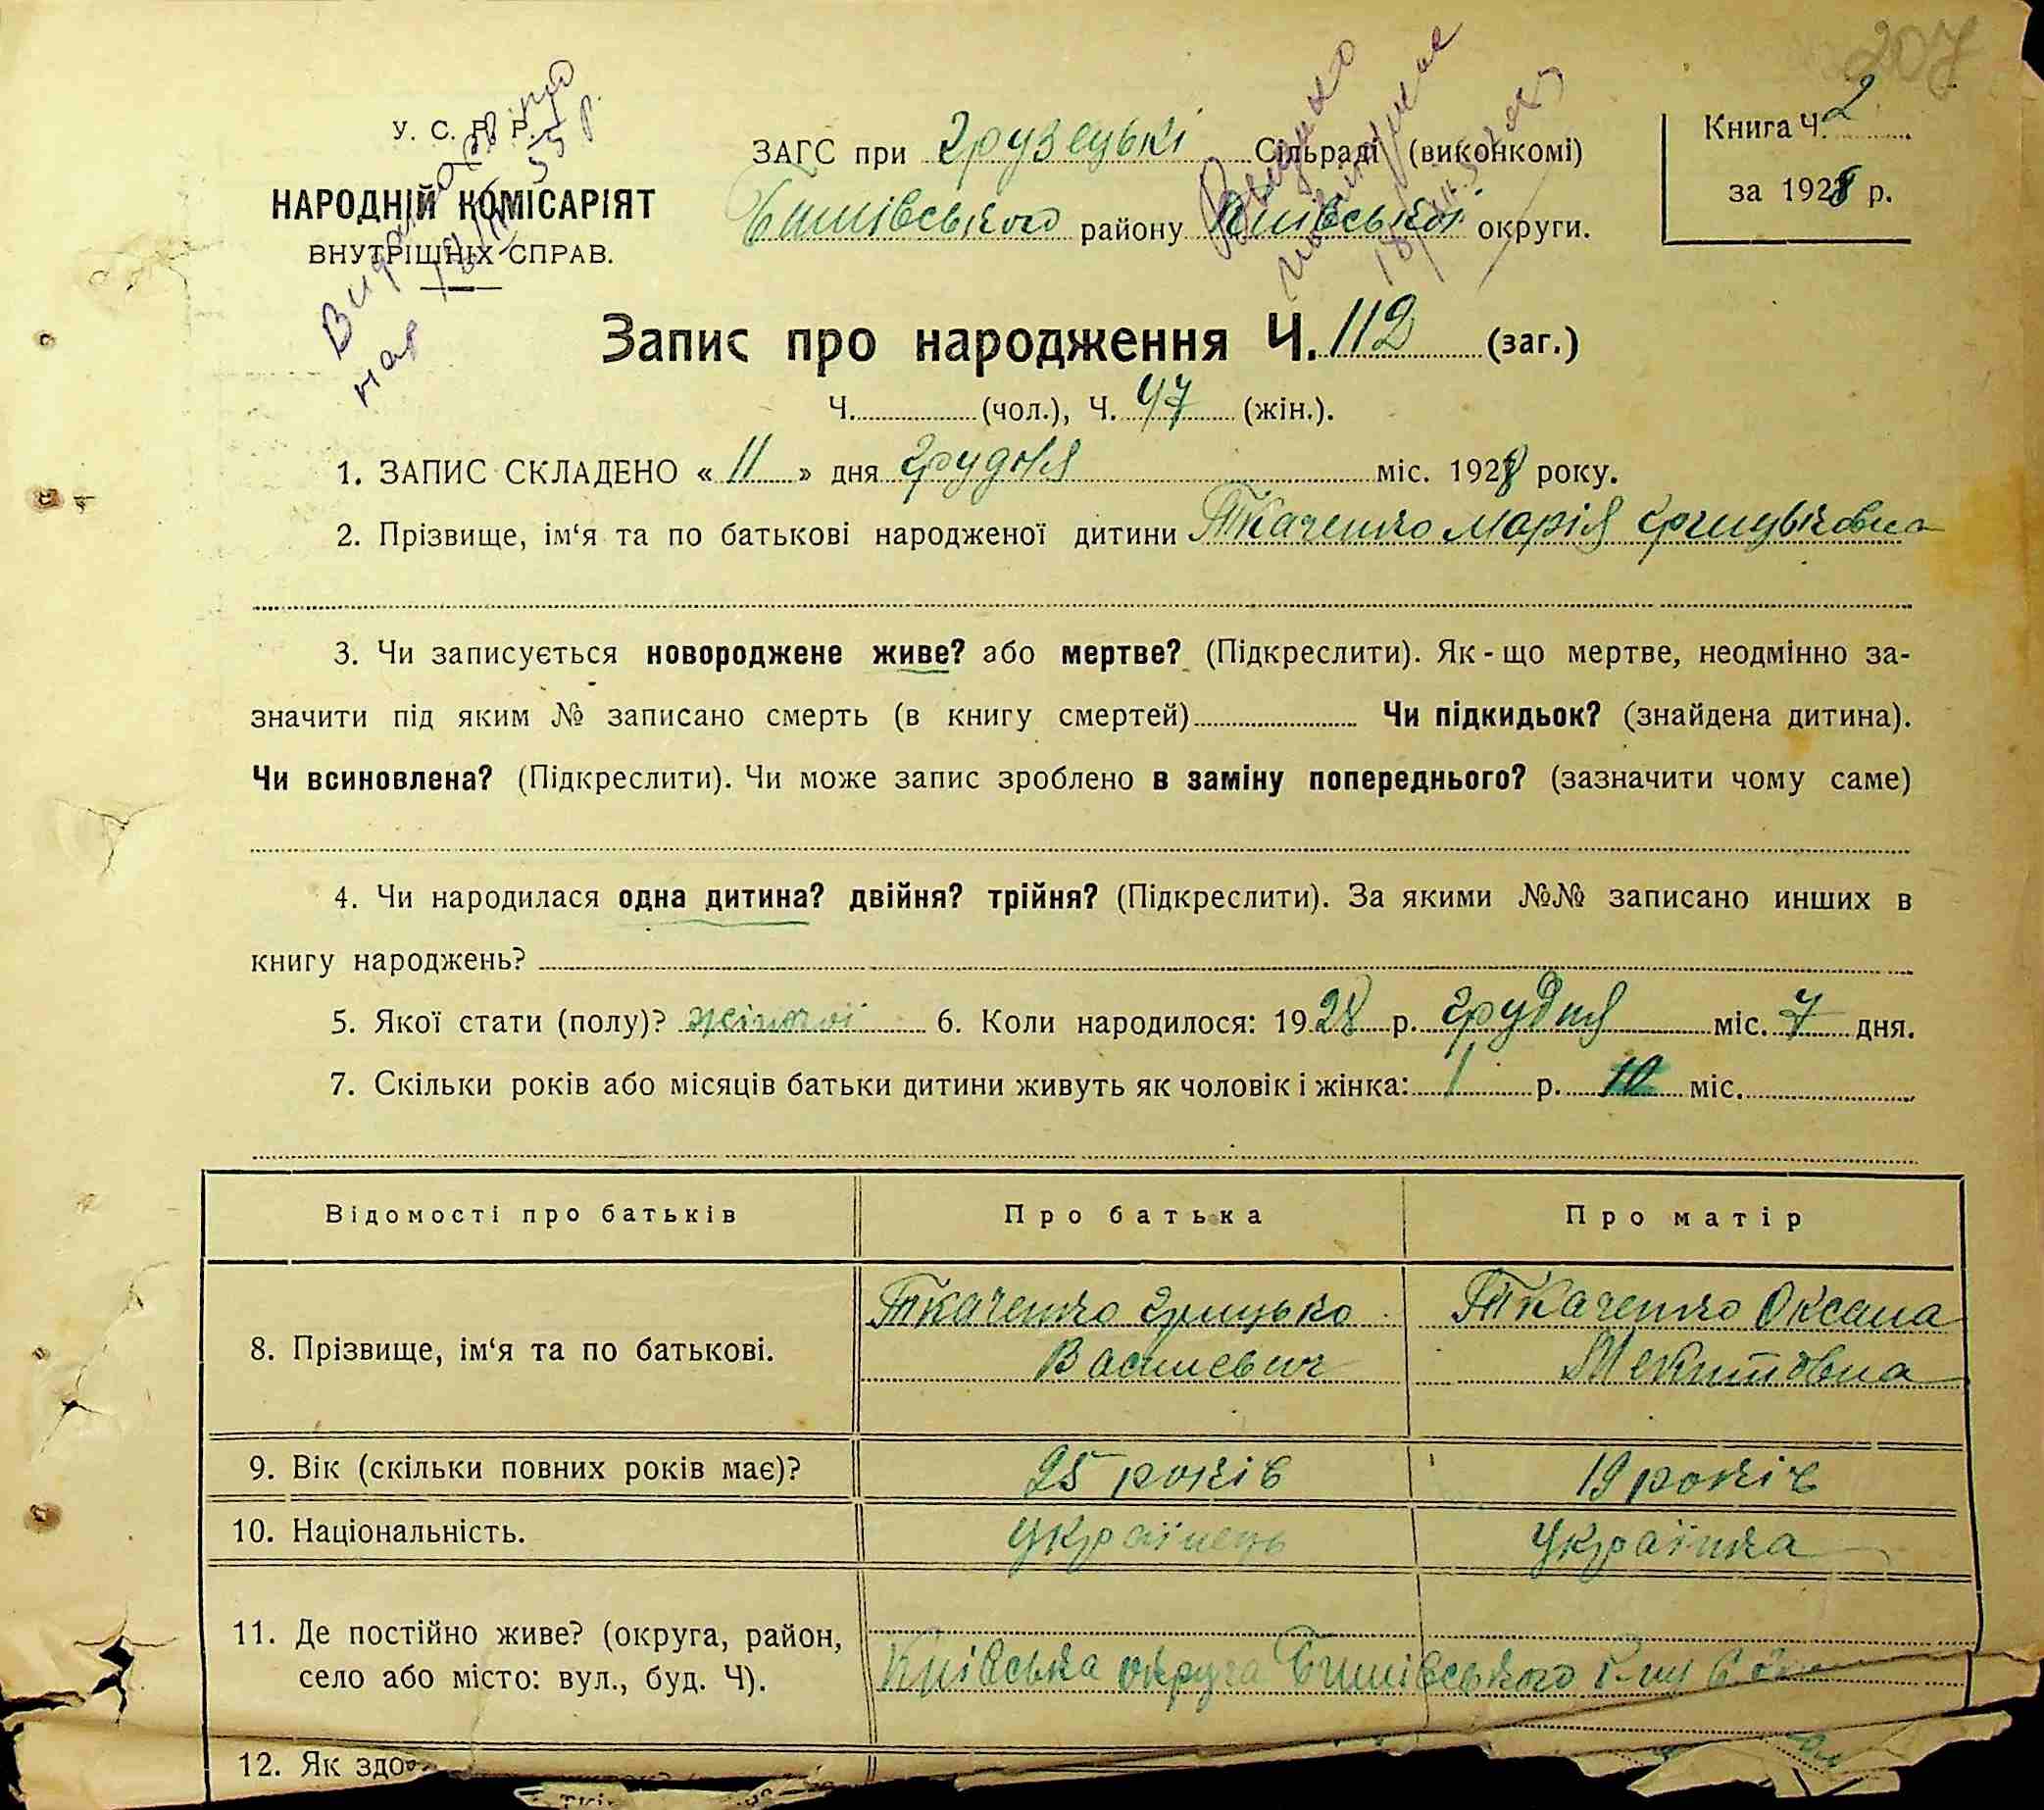 207
У. С. Р. Р.
НАРОДНІЙ КОМІСАРІЯТ
ВНУТРІШНІХ СПРАВ.
ЗАГС при Грузецькі Сільраді (виконкомі)
Бишівського району Київської округи.
Книга Ч. 2
за 1928 р.
Запис про народження Ч. 112 (заг.)
Ч. (чол.), Ч. 47 (жін.).
1. ЗАПИС СКЛАДЕНО « 11 » дня грудня міс. 1928 року.
2. Прізвище, ім‘я та по батькові народженої дитини Ткаченко Марія Грицьковна
3. Чи записується новороджене живе? або мертве? (Підкреслити). Як-що мертве, неодмінно за-
значити під яким № записано смерть (в книгу смертей) Чи підкидьок? (знайдена дитина).
Чи всиновлена? (Підкреслити). Чи може запис зроблено в заміну попереднього? (зазначити чому саме)
4. Чи народилася одна дитина? двійня? трійня? (Підкреслити). За якими №№ записано инших в
книгу народжень?
5. Якої стати (полу)? жіночої 6. Коли народилося: 1928 р. грудня міс. 7 дня.
7. Скільки років або місяців батьки дитини живуть як чоловік і жінка: 1 р. 10 міс.
Відомості про батьків Про батька Про матір
8. Прізвище, ім‘я та по батькові. Ткаченко Грицько Ткаченко Оксана
Василевич Микитовна
9. Вік (скільки повних років має)? 25 років 19 років
10. Національність. Українець Українка
11. Де постійно живе? (округа, район,
село або місто: вул., буд. Ч). Київська округа Бишівського р-ну
12. Як